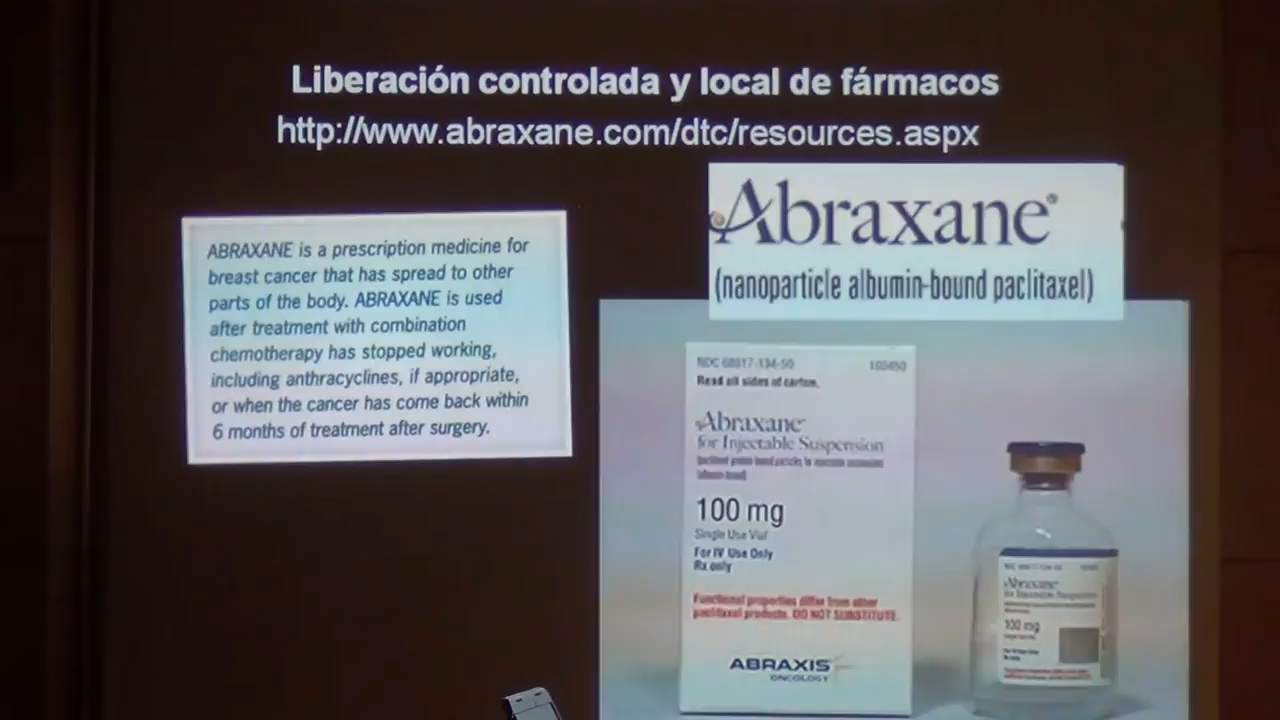 Liberación controlada y local de fármacos
http://www.abraxane.com/dtc/resources.aspx
ABRAXANE is a prescription medicine for
breast cancer that has spread to other
parts of the body. ABRAXANE is used
after treatment with combination
chemotherapy has stopped working,
including anthracyclines, if appropriate,
or when the cancer has come back within
6 months of treatment after surgery.
Abraxane®
(nanoparticle albumin-bound paclitaxel)
Read all sides of carton.
Abraxane
for Injectable Suspension
100 mg
Single Use Vial
For IV Use Only
Rx only
Functional properties differ from other
paclitaxel products. DO NOT SUBSTITUTE.
ABRAXIS
ONCOLOGY
Abraxane
for Injectable Suspension
100 mg